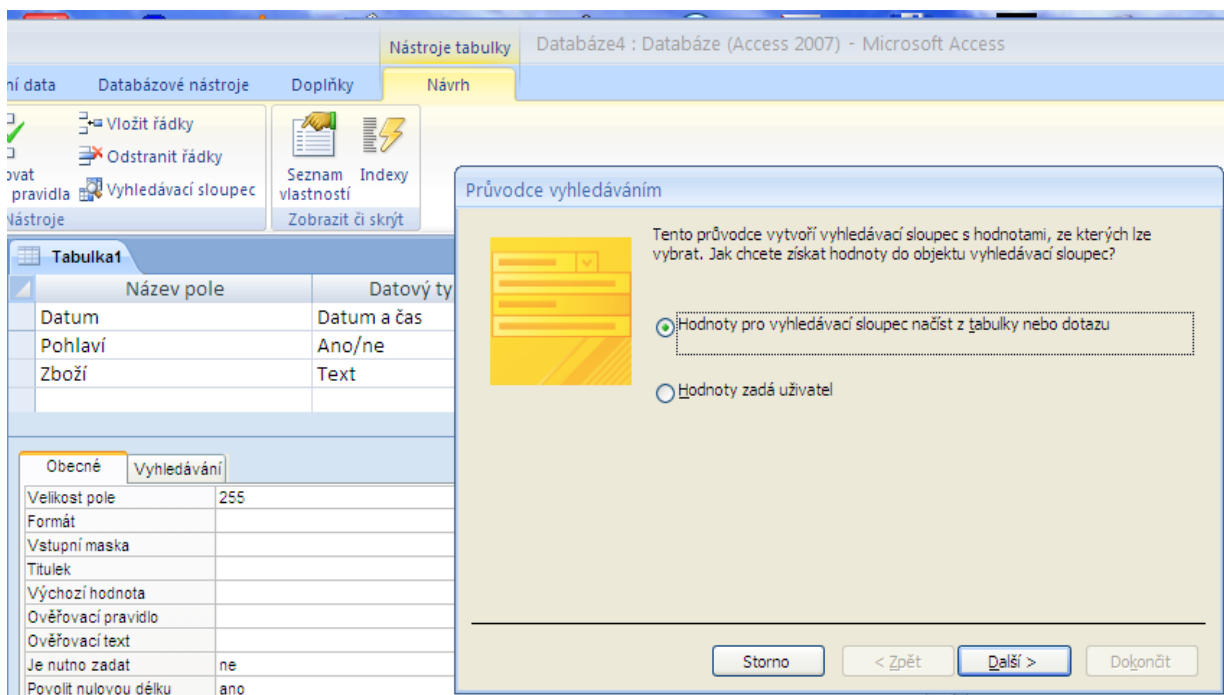 Nástroje tabulky
Databáze4 : Databáze (Access 2007) - Microsoft Access
ní data
Databázové nástroje
Doplňky
Návrh
Vložit řádky
Odstranit řádky
Vyhledávací sloupec
ovat
pravidla
Nástroje
Seznam
vlastností
Indexy
Zobrazit či skrýt
Tabulka1
Název pole
Datový ty
Datum
Datum a čas
Pohlaví
Ano/ne
Zboží
Text
Obecné
Vyhledávání
Velikost pole
255
Formát
Vstupní maska
Titulek
Výchozí hodnota
Ověřovací pravidlo
Ověřovací text
Je nutno zadat
ne
Povolit nulovou délku
ano
Průvodce vyhledáváním
Tento průvodce vytvoří vyhledávací sloupec s hodnotami, ze kterých lze
vybrat. Jak chcete získat hodnoty do objektu vyhledávací sloupec?
Hodnoty pro vyhledávací sloupec načíst z tabulky nebo dotazu
Hodnoty zadá uživatel
Storno
< Zpět
Další >
Dokončit